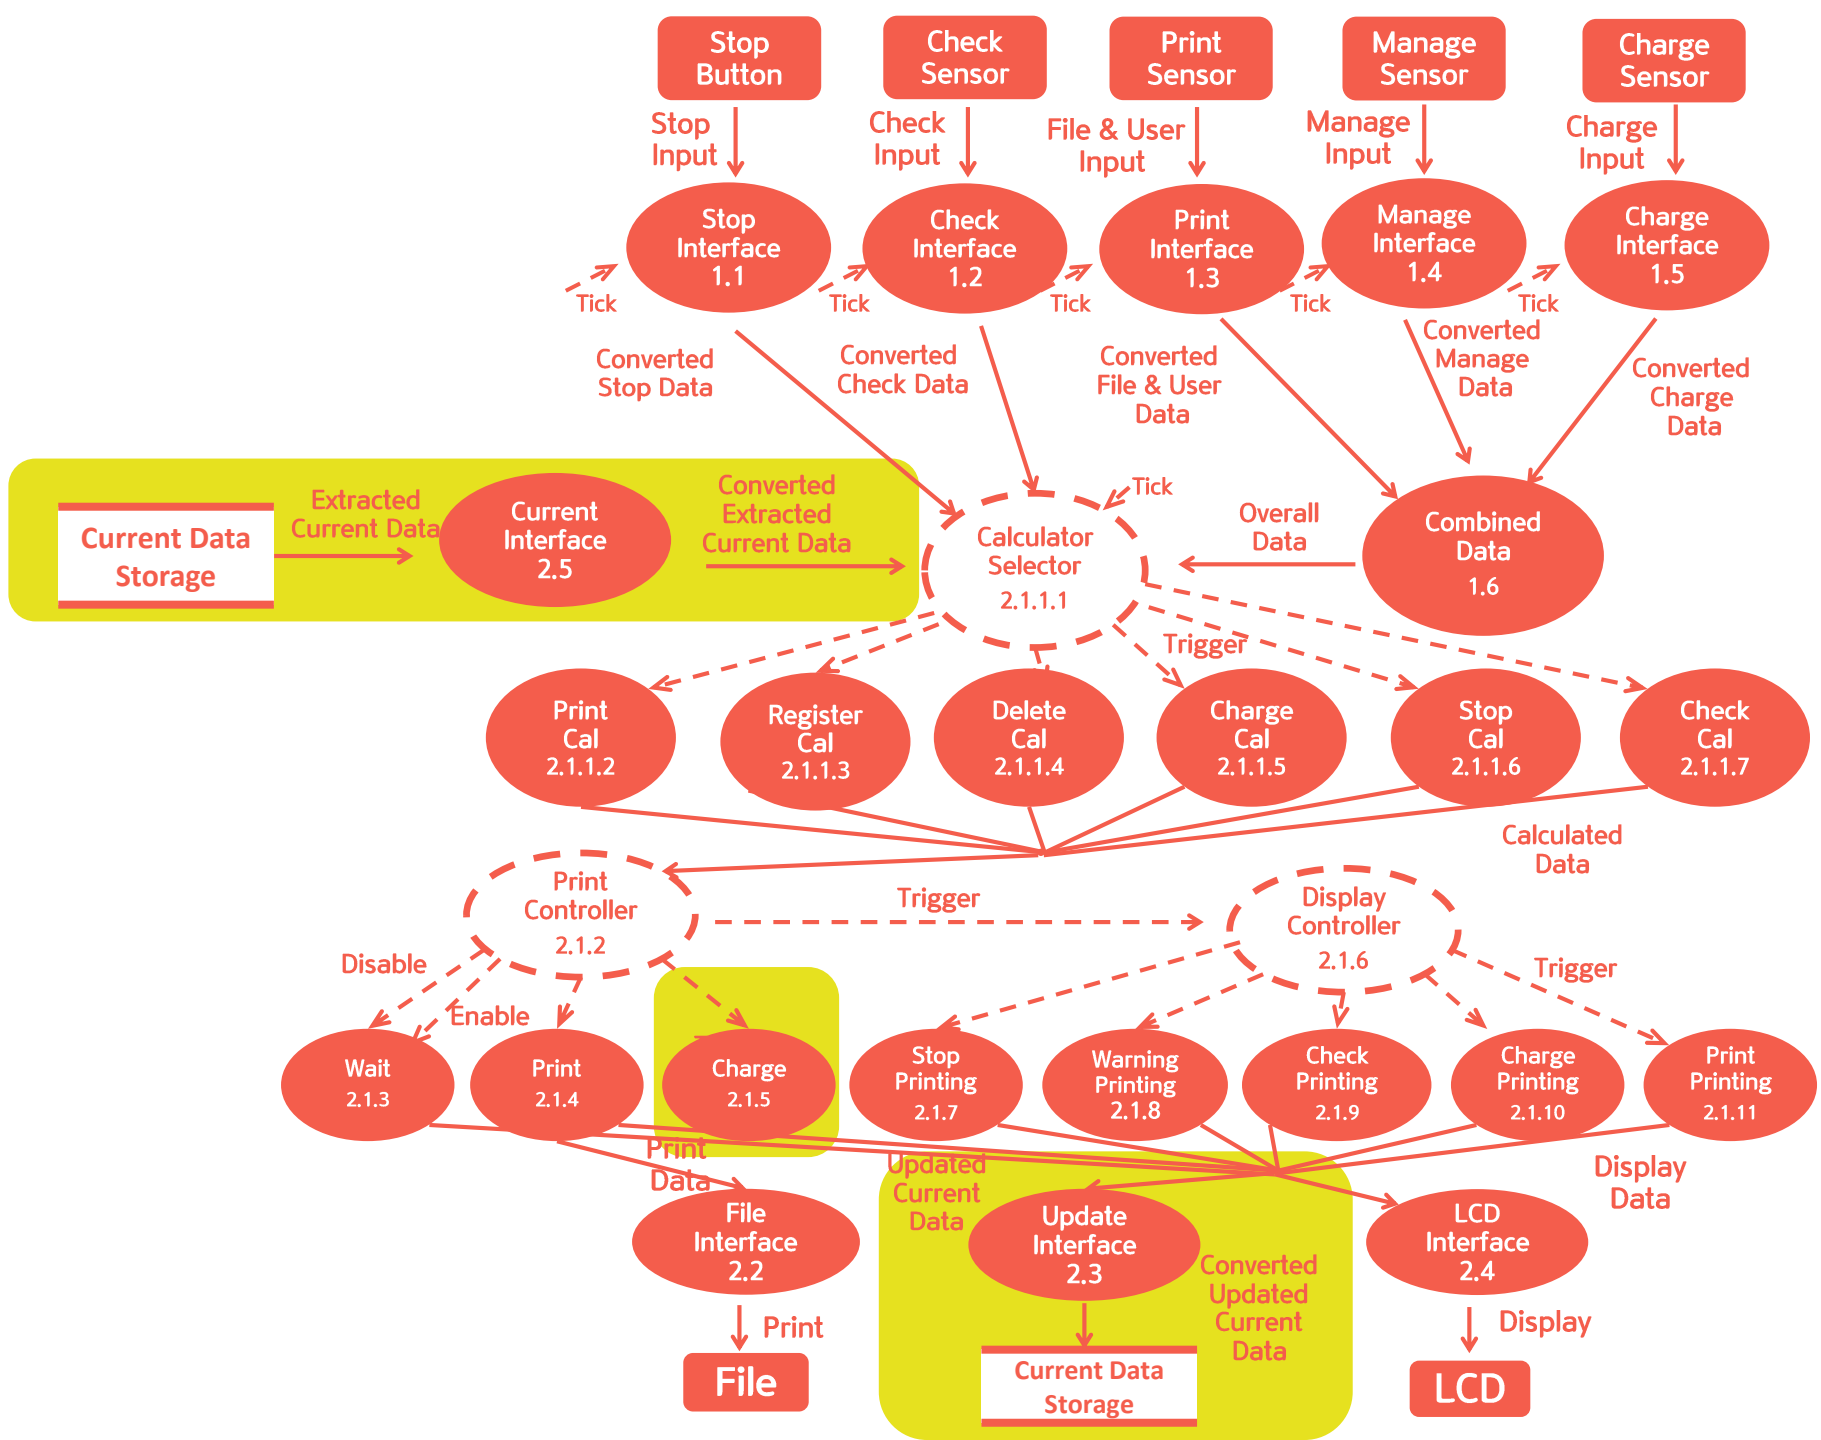 Stop
Button
Check
Sensor
Print
Sensor
Manage
Sensor
Charge
Sensor
Stop
Input
Check
Input
File & User
Input
Manage
Input
Charge
Input
Stop
Interface
1.1
Check
Interface
1.2
Print
Interface
1.3
Manage
Interface
1.4
Charge
Interface
1.5
Tick
Tick
Tick
Tick
Tick
Converted
Stop Data
Converted
Check Data
Converted
File & User
Data
Converted
Manage
Data
Converted
Charge
Data
Current Data
Storage
Extracted
Current Data
Current
Interface
2.5
Converted
Extracted
Current Data
Tick
Calculator
Selector
2.1.1.1
Overall
Data
Combined
Data
1.6
Trigger
Print
Cal
2.1.1.2
Register
Cal
2.1.1.3
Delete
Cal
2.1.1.4
Charge
Cal
2.1.1.5
Stop
Cal
2.1.1.6
Check
Cal
2.1.1.7
Calculated
Data
Print
Controller
2.1.2
Trigger
Display
Controller
2.1.6
Disable
Enable
Trigger
Wait
2.1.3
Print
2.1.4
Charge
2.1.5
Stop
Printing
2.1.7
Warning
Printing
2.1.8
Check
Printing
2.1.9
Charge
Printing
2.1.10
Print
Printing
2.1.11
Print
Data
Updated
Current
Data
Display
Data
File
Interface
2.2
Update
Interface
2.3
Converted
Updated
Current
Data
LCD
Interface
2.4
Print
Display
File
Current Data
Storage
LCD